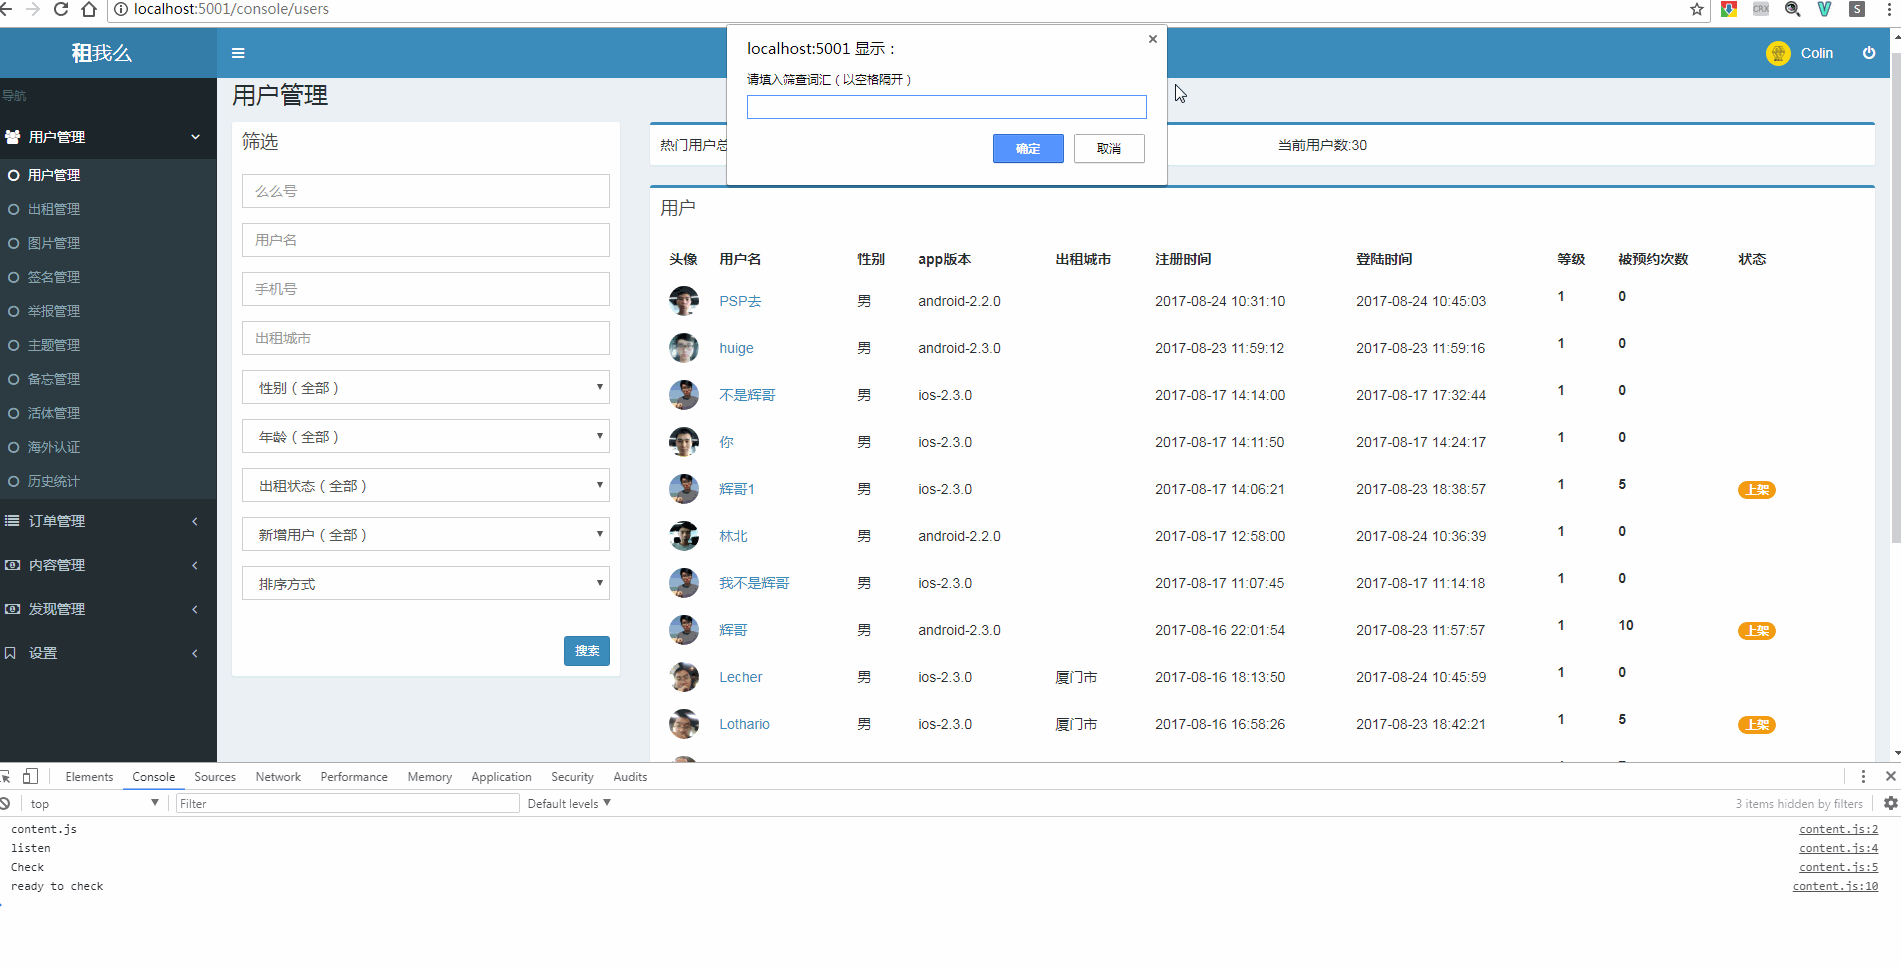 localhost:5001/console/users
CRX
S
租我么
Colin
localhost:5001 显示：
请填入筛查词汇（以空格隔开）
确定
取消
导航
用户管理
用户管理
出租管理
图片管理
签名管理
举报管理
主题管理
备忘管理
活体管理
海外认证
历史统计
订单管理
内容管理
发现管理
设置
用户管理
筛选
么么号
用户名
手机号
出租城市
性别（全部）
年龄（全部）
出租状态（全部）
新增用户（全部）
排序方式
搜索
热门用户总
当前用户数:30
用户
头像 用户名 性别 app版本 出租城市 注册时间 登陆时间 等级 被预约次数 状态
PSP去 男 android-2.2.0 2017-08-24 10:31:10 2017-08-24 10:45:03 1 0
huige 男 android-2.3.0 2017-08-23 11:59:12 2017-08-23 11:59:16 1 0
不是辉哥 男 ios-2.3.0 2017-08-17 14:14:00 2017-08-17 17:32:44 1 0
你 男 ios-2.3.0 2017-08-17 14:11:50 2017-08-17 14:24:17 1 0
辉哥1 男 ios-2.3.0 2017-08-17 14:06:21 2017-08-23 18:38:57 1 5 上架
林北 男 android-2.2.0 2017-08-17 12:58:00 2017-08-24 10:36:39 1 0
我不是辉哥 男 ios-2.3.0 2017-08-17 11:07:45 2017-08-17 11:14:18 1 0
辉哥 男 android-2.3.0 2017-08-16 22:01:54 2017-08-23 11:57:57 1 10 上架
Lecher 男 ios-2.3.0 厦门市 2017-08-16 18:13:50 2017-08-24 10:45:59 1 0
Lothario 男 ios-2.3.0 厦门市 2017-08-16 16:58:26 2017-08-23 18:42:21 1 5 上架
Elements Console Sources Network Performance Memory Application Security Audits
top Filter Default levels 3 items hidden by filters
content.js content.js:2
listen content.js:4
Check content.js:5
ready to check content.js:10